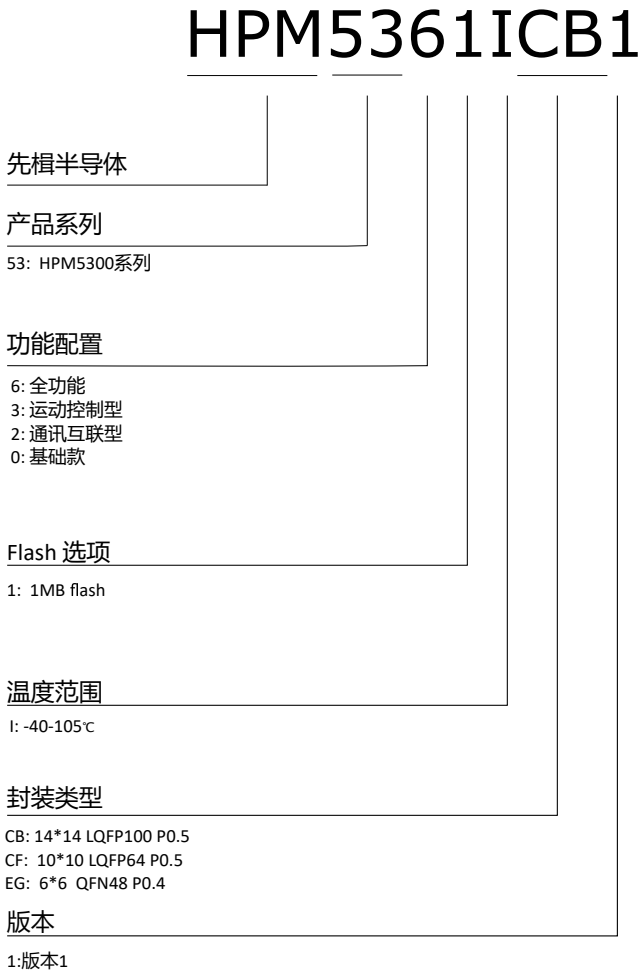 HPM5361ICB1
先楫半导体
产品系列
53: HPM5300系列
功能配置
6: 全功能
3: 运动控制型
2: 通讯互联型
0: 基础款
Flash 选项
1: 1MB flash
温度范围
I: -40-105℃
封装类型
CB: 14*14 LQFP100 P0.5
CF: 10*10 LQFP64 P0.5
EG: 6*6 QFN48 P0.4
版本
1:版本1